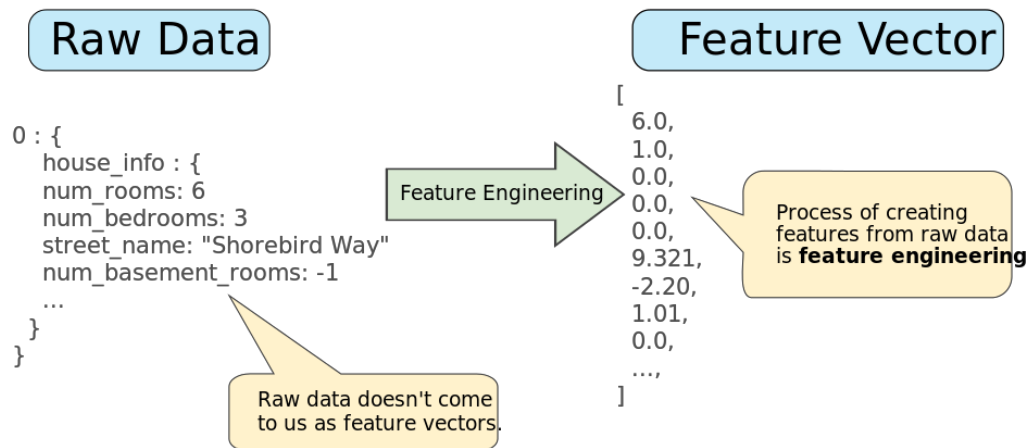 Raw Data
0 : {
house_info : {
num_rooms: 6
num_bedrooms: 3
street_name: "Shorebird Way"
num_basement_rooms: -1
...
}
}
Raw data doesn't come
to us as feature vectors.
Feature Engineering
Feature Vector
[
6.0,
1.0,
0.0,
0.0,
0.0,
9.321,
-2.20,
1.01,
0.0,
...,
]
Process of creating
features from raw data
is feature engineering